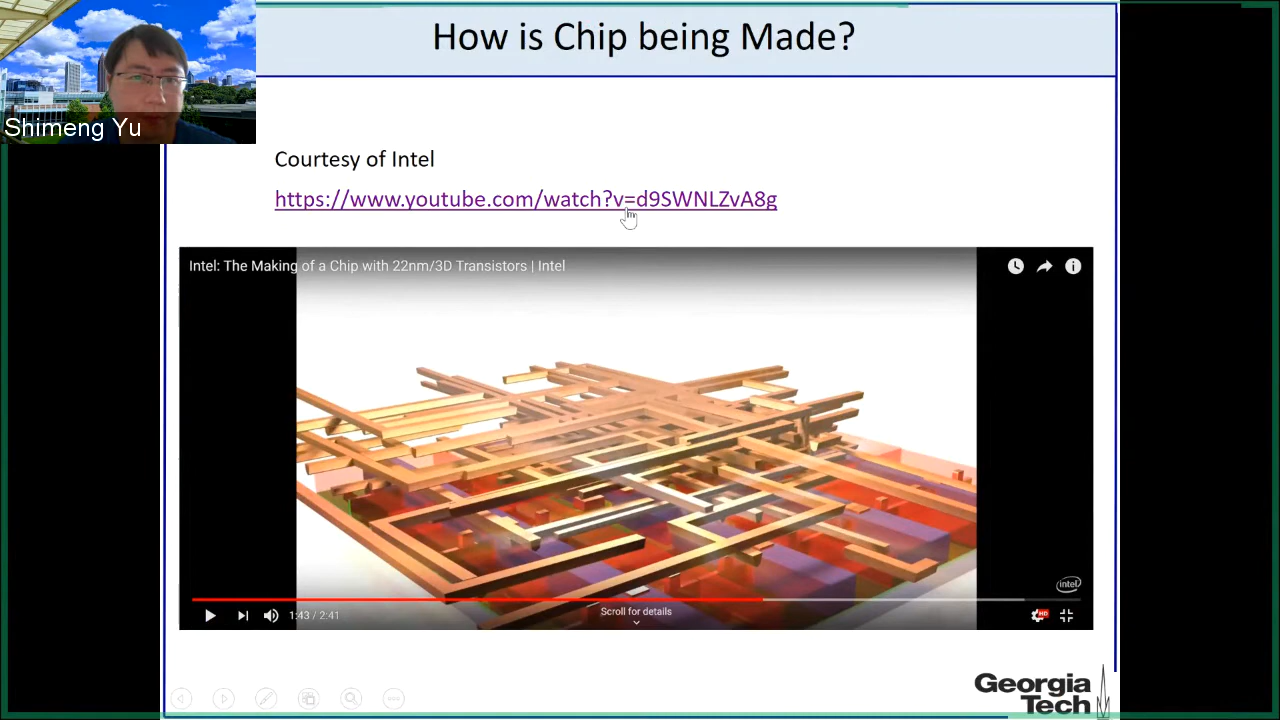 How is Chip being Made?
Shimeng Yu
Courtesy of Intel
https://www.youtube.com/watch?v=d9SWNLZvA8g
Intel: The Making of a Chip with 22nm/3D Transistors | Intel
intel
1:43 / 2:41
Scroll for details
HD
Georgia
Tech